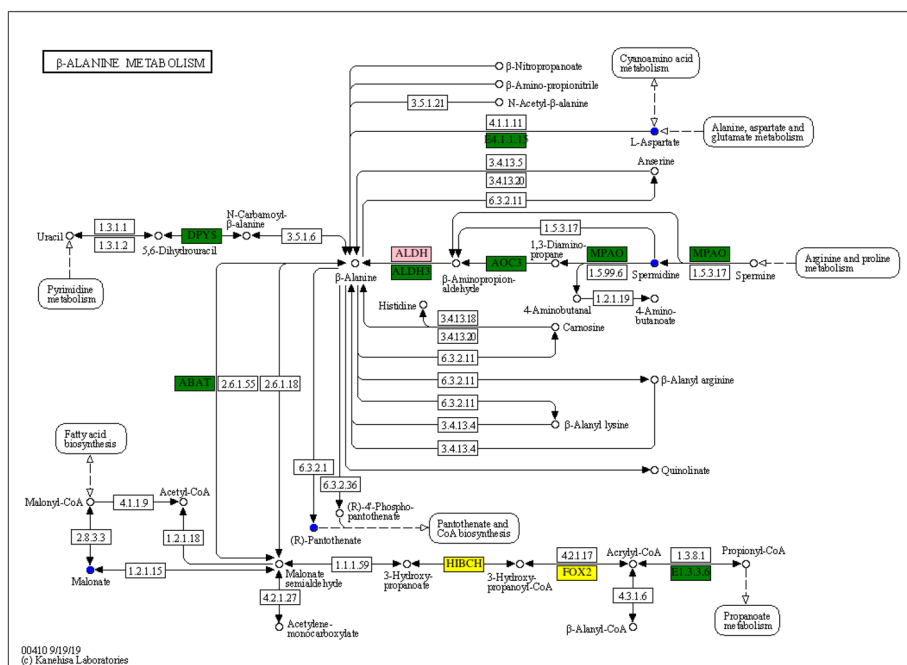 β-ALANINE METABOLISM
Cyanoamino acid
metabolism
β-Nitropropanoate
β-Amino-propionitrile
3.5.1.21
N-Acetyl-β-alanine
4.1.1.11
E4.1.1.15
L-Aspartate
Alanine, aspartate and
glutamate metabolism
3.4.13.5
3.4.13.20
6.3.2.11
Anserine
Uracil
1.3.1.1
1.3.1.2
5,6-Dihydrouracil
DPYS
N-Carbamoyl-
β-alanine
3.5.1.6
Pyrimidine
metabolism
β-Alanine
ALDH
ALDH3
β-Aminopropion-
aldehyde
AOC3
1,3-Diamino-
propane
1.5.3.17
MPAO
1.5.99.6
Spermidine
MPAO
1.5.3.17
Spermine
Arginine and proline
metabolism
4-Aminobutanal
1.2.1.19
4-Amino-
butanoate
Histidine
3.4.13.18
3.4.13.20
Carnosine
6.3.2.11
ABAT
2.6.1.55
2.6.1.18
6.3.2.11
β-Alanyl arginine
6.3.2.11
3.4.13.4
β-Alanyl lysine
3.4.13.4
Quinolinate
Fatty acid
biosynthesis
6.3.2.1
6.3.2.36
Malonyl-CoA
4.1.1.9
Acetyl-CoA
(R)-4'-Phospho-
pantothenate
(R)-Pantothenate
Pantothenate and
CoA biosynthesis
2.8.3.3
1.2.1.18
Malonate
1.2.1.15
Malonate
semialdehyde
1.1.1.59
3-Hydroxy-
propanoate
HIBCH
3-Hydroxy-
propanoyl-CoA
4.2.1.17
FOX2
Acrylyl-CoA
1.3.8.1
E1.3.3.6
Propionyl-CoA
4.2.1.27
Acetylene-
monocarboxylate
4.3.1.6
β-Alanyl-CoA
Propanoate
metabolism
00410 9/19/19
(c) Kanehisa Laboratories